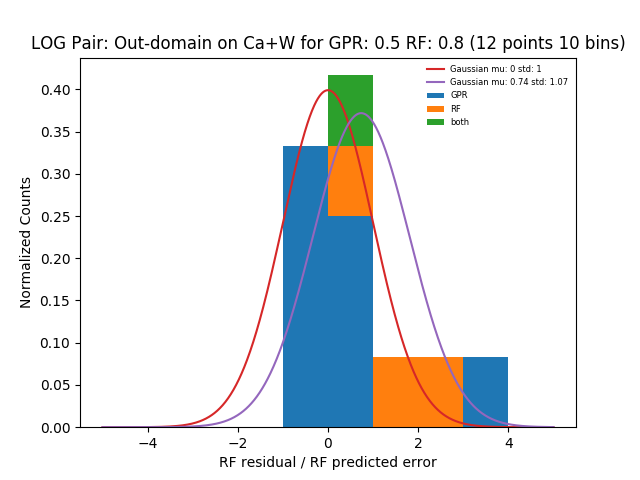 LOG Pair: Out-domain on Ca+W for GPR: 0.5 RF: 0.8 (12 points 10 bins)
Gaussian mu: 0 std: 1
Gaussian mu: 0.74 std: 1.07
GPR
RF
both
Normalized Counts
0.40
0.35
0.30
0.25
0.20
0.15
0.10
0.05
0.00
−4 −2 0 2 4
RF residual / RF predicted error